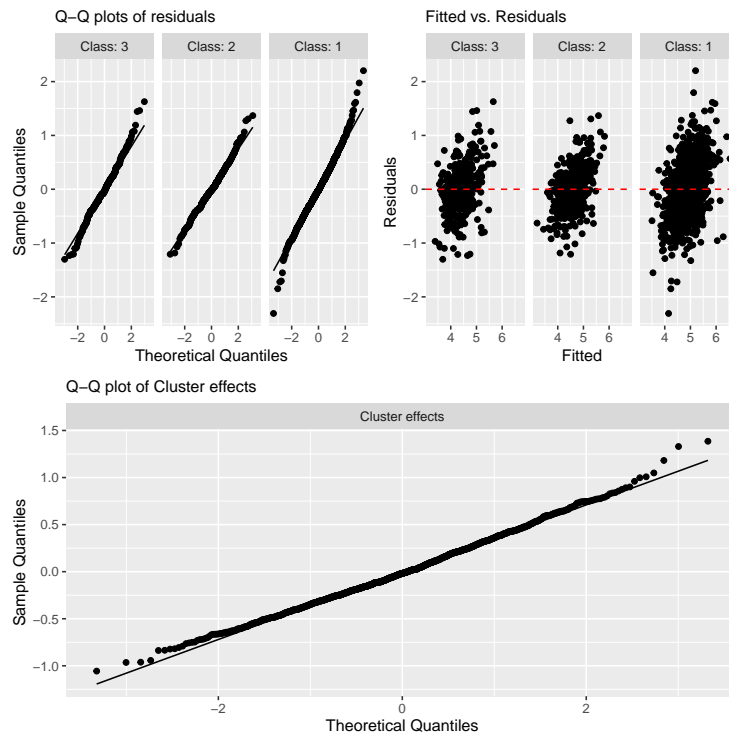 Q−Q plots of residuals
Class: 3 Class: 2 Class: 1
2
1
0
−1
−2
Sample Quantiles
−2 0 2 −2 0 2 −2 0 2
Theoretical Quantiles
Fitted vs. Residuals
Class: 3 Class: 2 Class: 1
2
1
0
−1
−2
Residuals
4 5 6 4 5 6 4 5 6
Fitted
Q−Q plot of Cluster effects
Cluster effects
1.5
1.0
0.5
0.0
−0.5
−1.0
Sample Quantiles
−2 0 2
Theoretical Quantiles